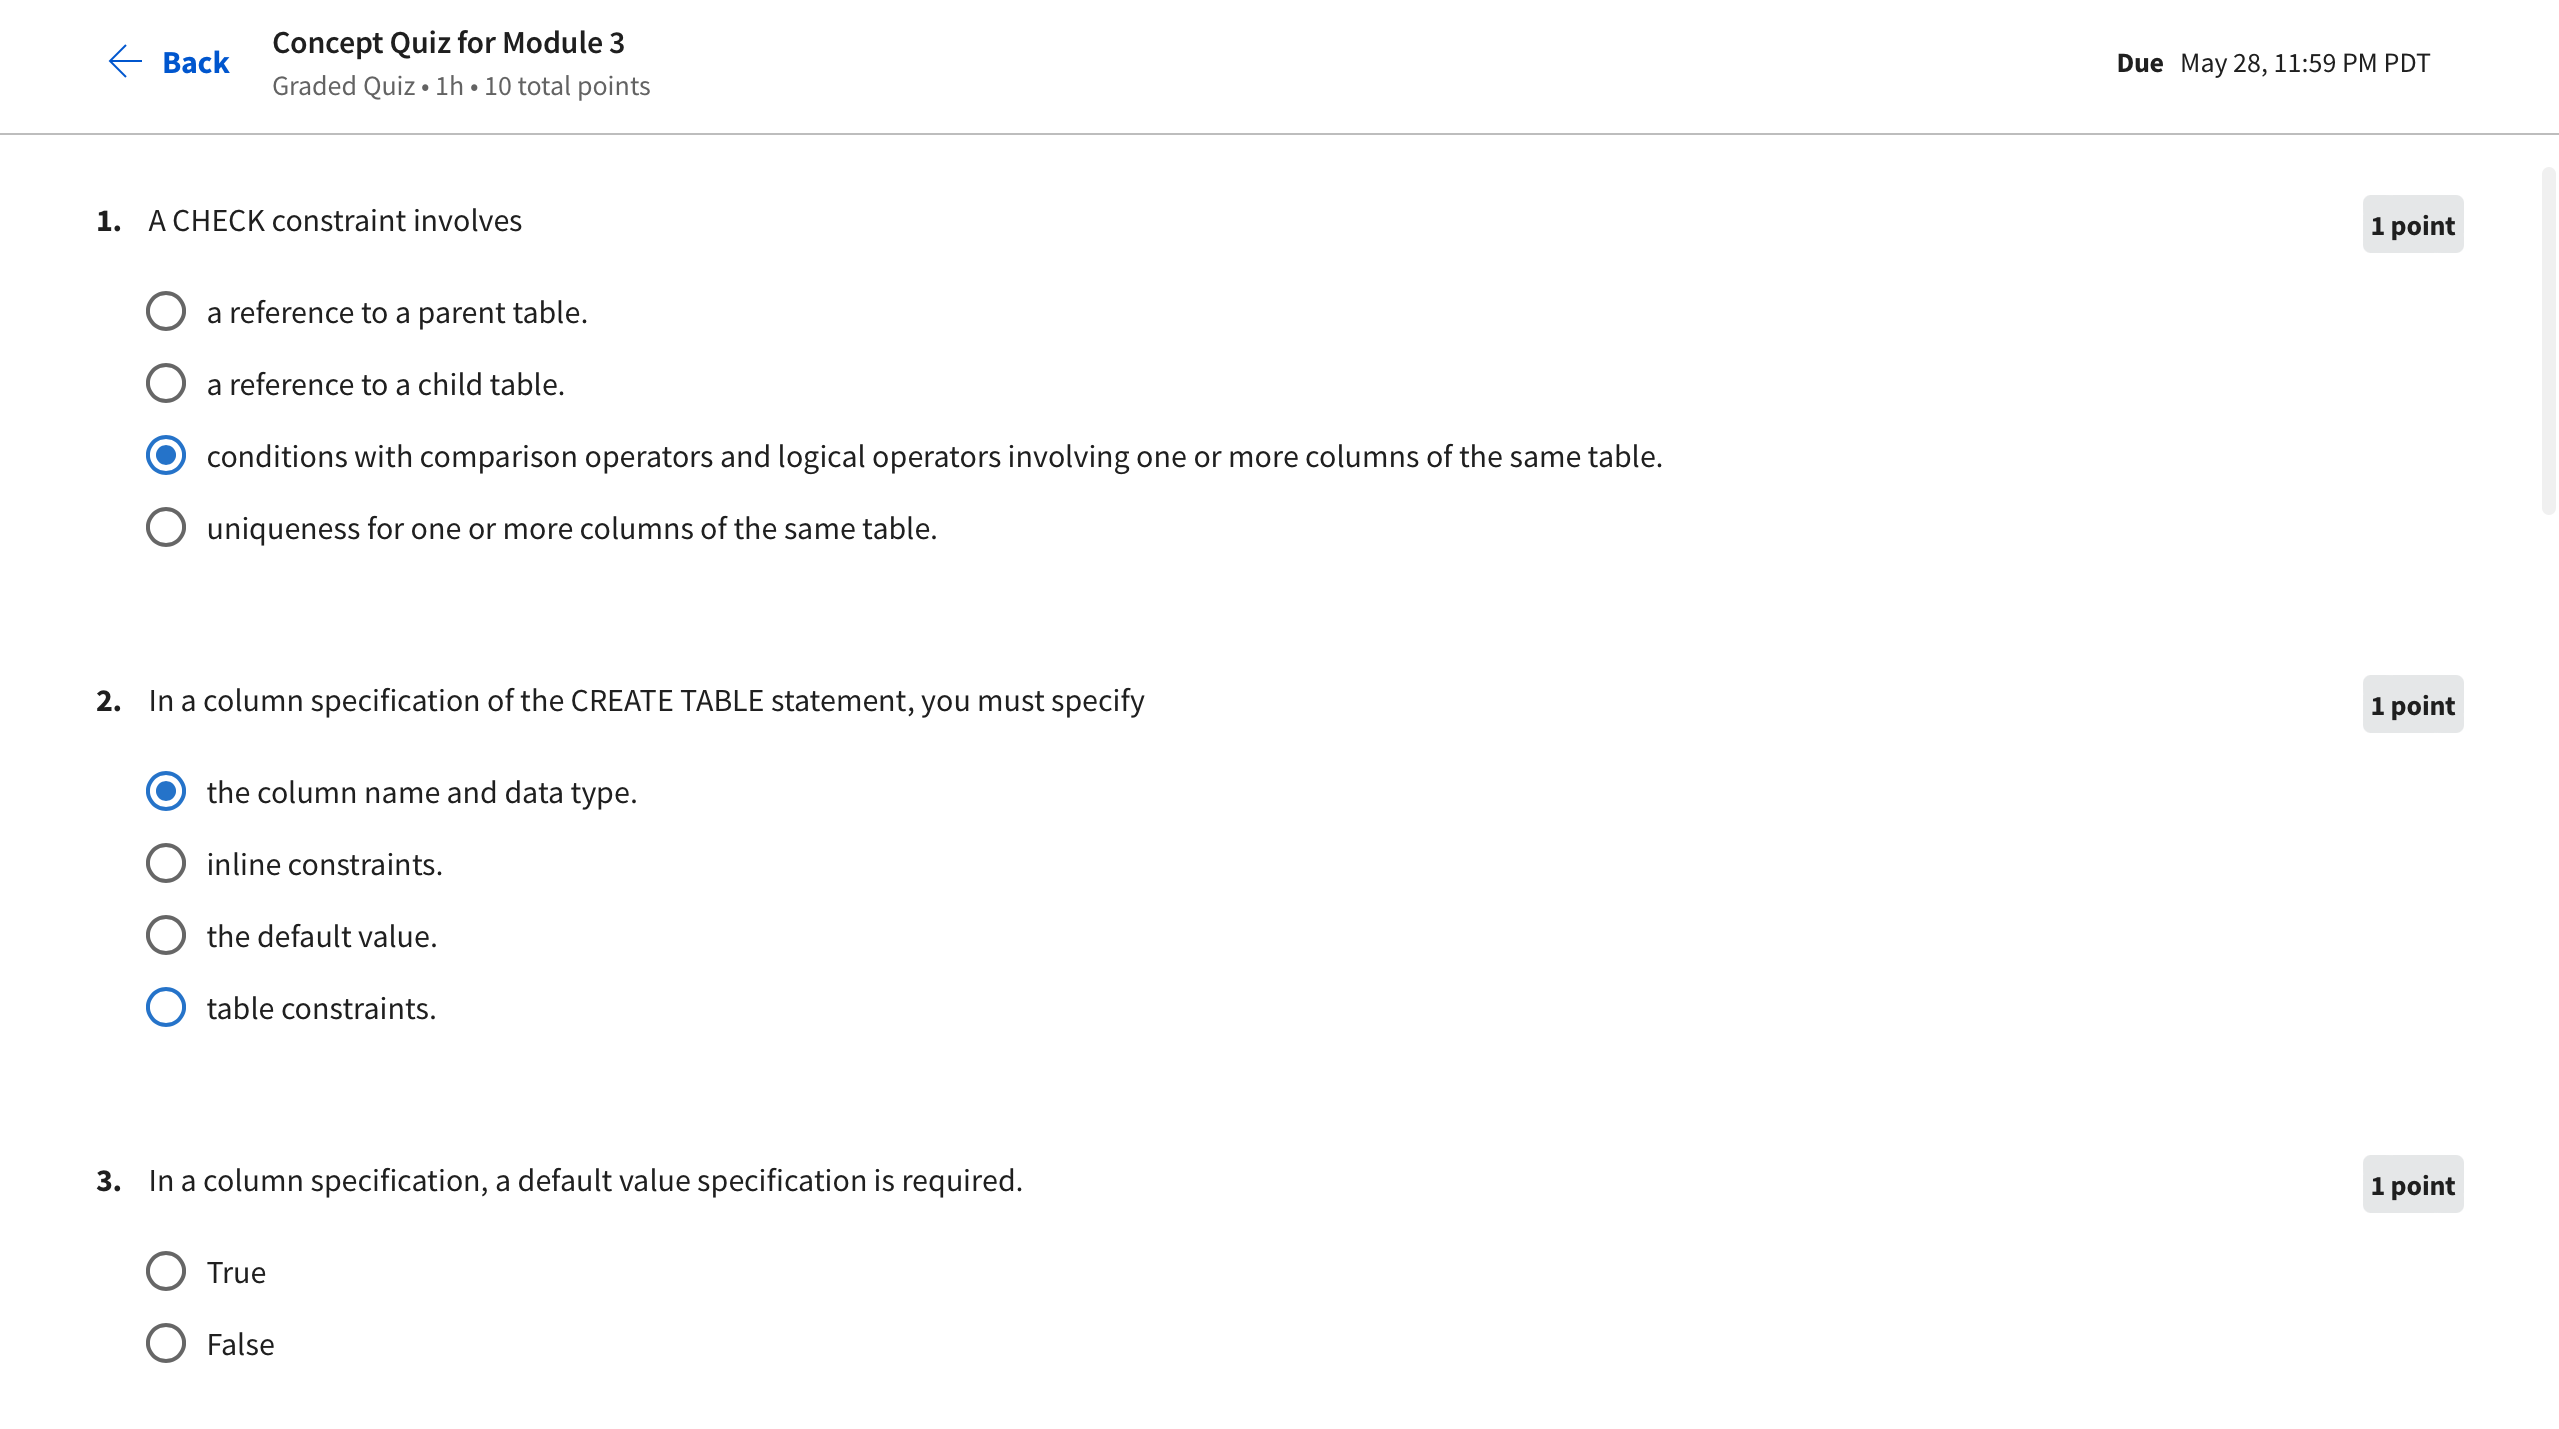 Back
Concept Quiz for Module 3
Graded Quiz • 1h • 10 total points
Due May 28, 11:59 PM PDT
1. A CHECK constraint involves
1 point
a reference to a parent table.
a reference to a child table.
conditions with comparison operators and logical operators involving one or more columns of the same table.
uniqueness for one or more columns of the same table.
2. In a column specification of the CREATE TABLE statement, you must specify
1 point
the column name and data type.
inline constraints.
the default value.
table constraints.
3. In a column specification, a default value specification is required.
1 point
True
False